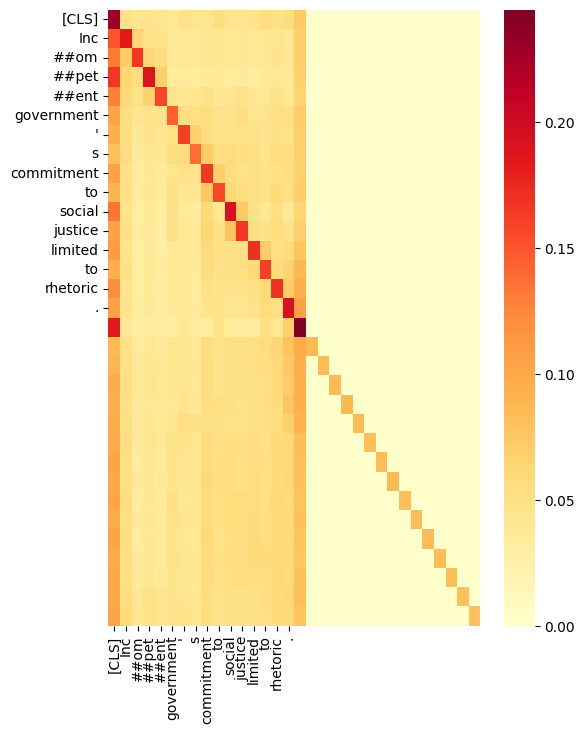 [CLS]
Inc
##om
##pet
##ent
government
'
s
commitment
to
social
justice
limited
to
rhetoric
.
0.20
0.15
0.10
0.05
0.00
[CLS]
Inc
##om
##pet
##ent
government
'
s
commitment
to
social
justice
limited
to
rhetoric
.